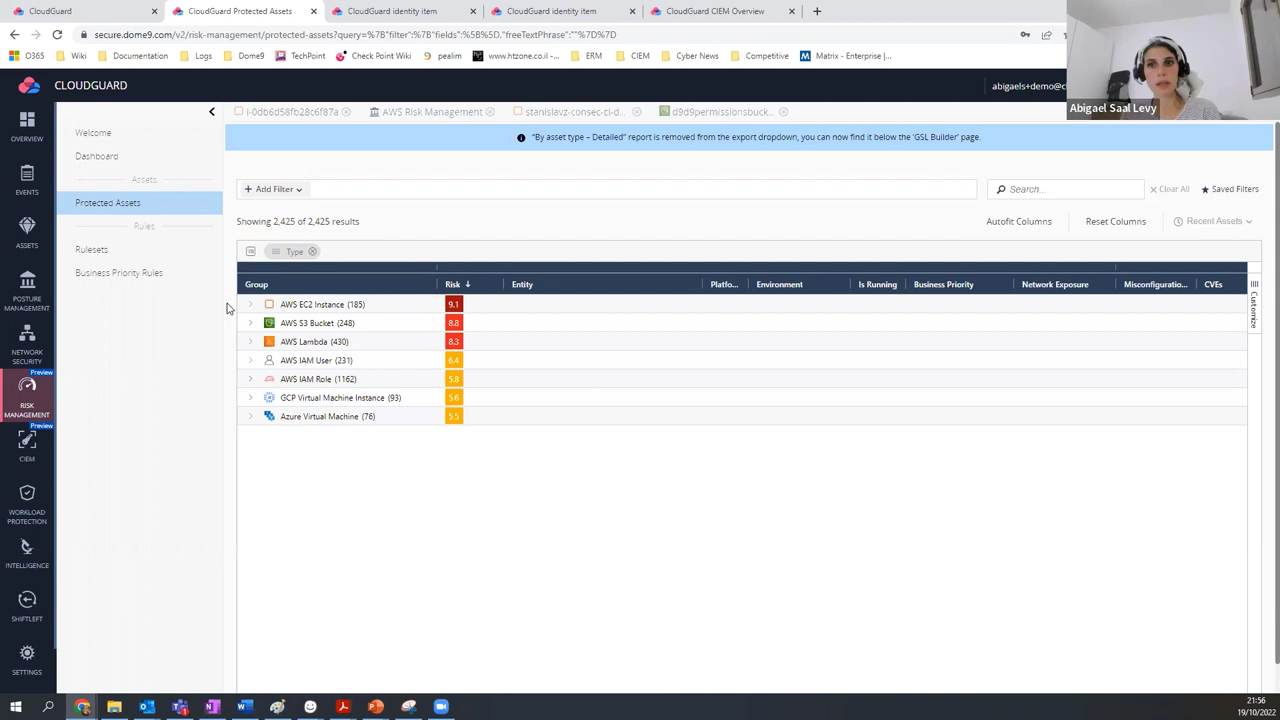 CloudGuard
CloudGuard Protected Assets
CloudGuard identity item
CloudGuard identity item
CloudGuard CIEM Overview
secure.dome9.com/v2/risk-management/protected-assets?query=%7B"filter":%7B"fields":%5B%5D,"freeTextPhrase":""%7D%7D
O365
Wiki
Documentation
Logs
Dome9
TechPoint
Check Point Wiki
pealim
www.htzone.co.il -...
ERM
CIEM
Cyber News
Competitive
Matrix - Enterprise |...
CLOUDGUARD
abigaels+demo@c
Abigael Saal Levy
OVERVIEW
EVENTS
ASSETS
POSTURE
MANAGEMENT
NETWORK
SECURITY
Preview
RISK
MANAGEMENT
Preview
CIEM
WORKLOAD
PROTECTION
INTELLIGENCE
SHIFTLEFT
SETTINGS
Welcome
Dashboard
Assets
Protected Assets
Rules
Rulesets
Business Priority Rules
i-0db6d56fb28c6f87a
AWS Risk Management
stanislavz-consec-ci-d...
d9d9permissionsbuck...
"By asset type – Detailed" report is removed from the export dropdown, you can now find it below the 'GSL Builder' page.
Add Filter
Search...
Clear All
Saved Filters
Showing 2,425 of 2,425 results
Autofit Columns
Reset Columns
Recent Assets
Type
Group Risk Entity Platfo... Environment Is Running Business Priority Network Exposure Misconfiguratio... CVEs
Customize
AWS EC2 Instance (185) 9.1
AWS S3 Bucket (248) 8.8
AWS Lambda (430) 8.3
AWS IAM User (231) 6.4
AWS IAM Role (1162) 5.8
GCP Virtual Machine Instance (93) 5.6
Azure Virtual Machine (76) 5.5
21:56
19/10/2022